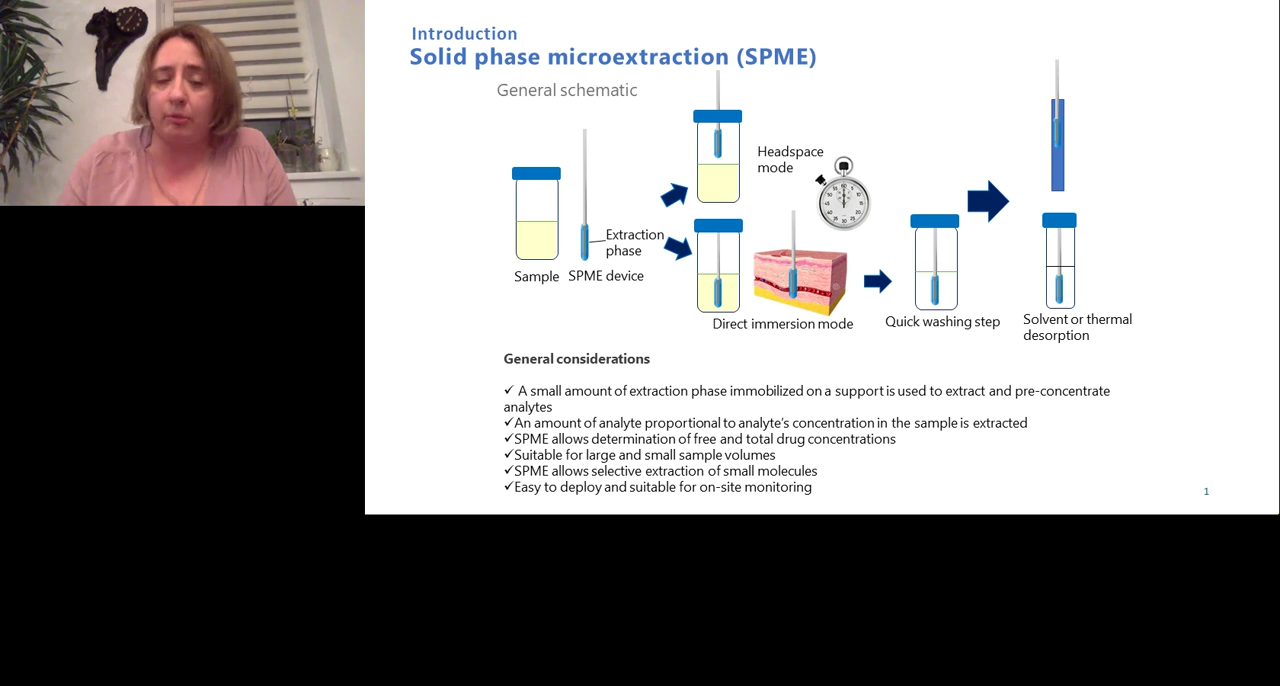 Introduction
Solid phase microextraction (SPME)
General schematic
Headspace
mode
Extraction
phase
Sample
SPME device
Direct immersion mode
Quick washing step
Solvent or thermal
desorption
General considerations
✓ A small amount of extraction phase immobilized on a support is used to extract and pre-concentrate
analytes
✓An amount of analyte proportional to analyte's concentration in the sample is extracted
✓SPME allows determination of free and total drug concentrations
✓Suitable for large and small sample volumes
✓SPME allows selective extraction of small molecules
✓Easy to deploy and suitable for on-site monitoring
1